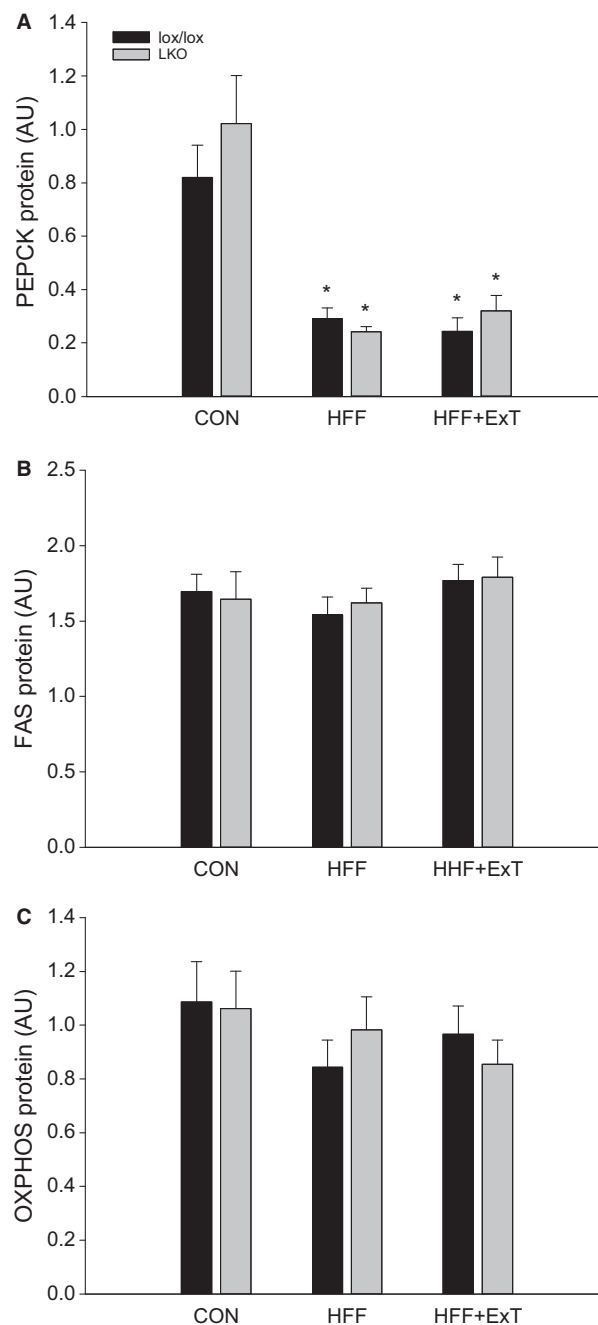 A
PEPCK protein (AU)
1.4
1.2
1.0
0.8
0.6
0.4
0.2
0.0
lox/lox
LKO
* * * *
CON HFF HFF+ExT
B
FAS protein (AU)
2.5
2.0
1.5
1.0
0.5
0.0
CON HFF HHF+ExT
C
OXPHOS protein (AU)
1.4
1.2
1.0
0.8
0.6
0.4
0.2
0.0
CON HFF HFF+ExT